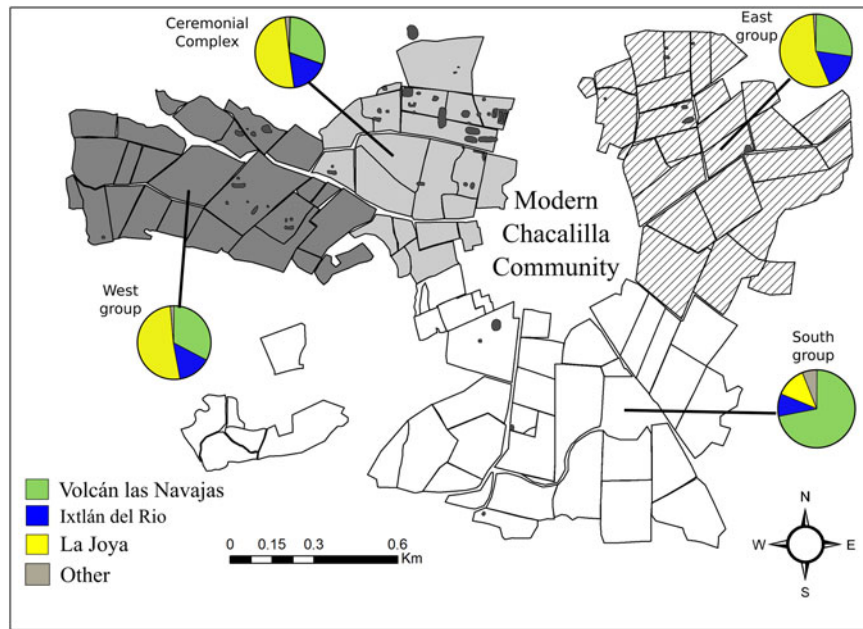 Ceremonial
Complex
East
group
Modern
Chacalilla
Community
West
group
South
group
Volcán las Navajas
Ixtlán del Rio
La Joya
Other
0 0.15 0.3 0.6
Km
N
W E
S